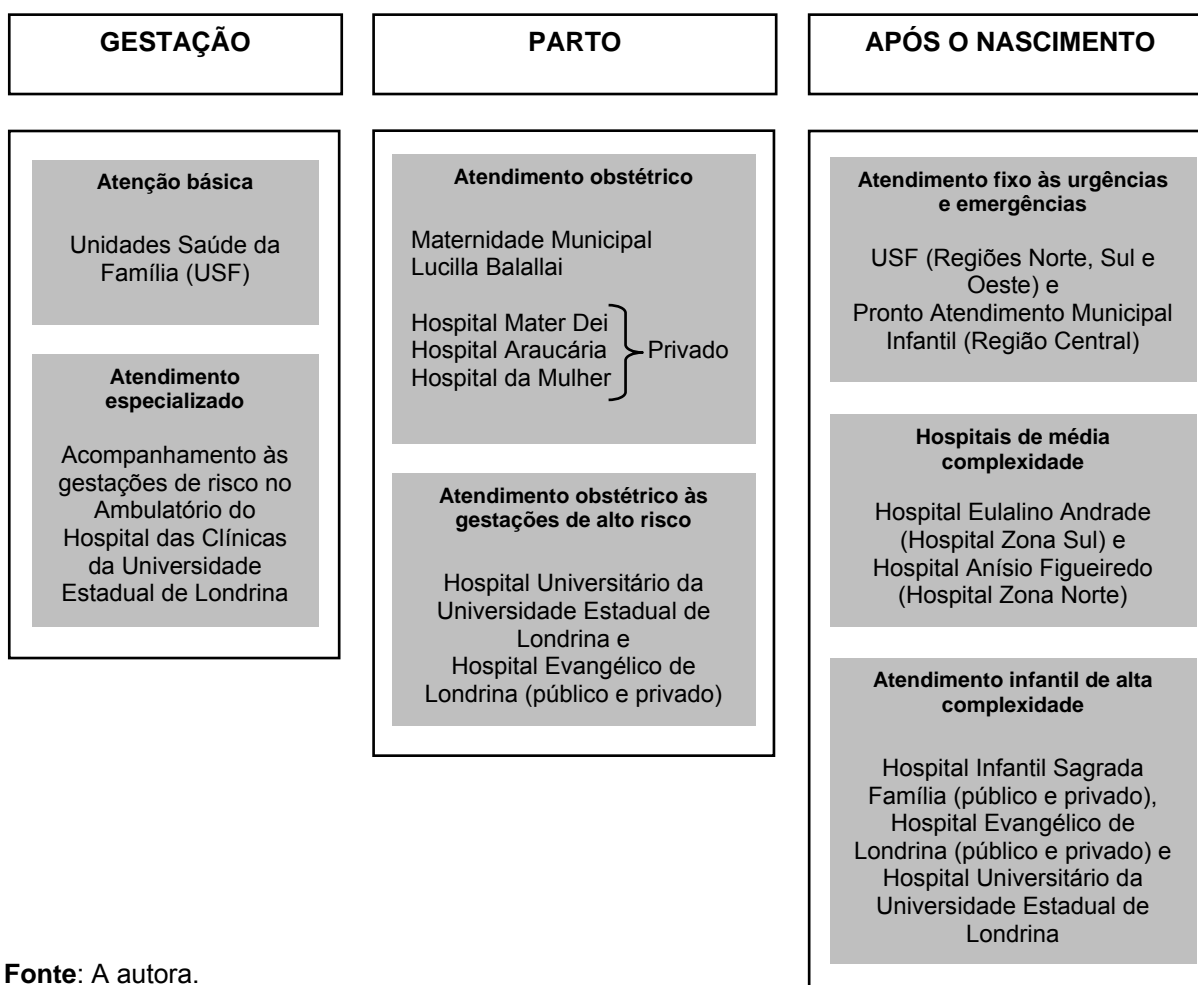 GESTAÇÃO
Atenção básica
Unidades Saúde da
Família (USF)
Atendimento
especializado
Acompanhamento às
gestações de risco no
Ambulatório do
Hospital das Clínicas
da Universidade
Estadual de Londrina
PARTO
Atendimento obstétrico
Maternidade Municipal
Lucilla Balallai
Hospital Mater Dei
Hospital Araucária
Hospital da Mulher
Privado
Atendimento obstétrico às
gestações de alto risco
Hospital Universitário da
Universidade Estadual de
Londrina e
Hospital Evangélico de
Londrina (público e privado)
APÓS O NASCIMENTO
Atendimento fixo às urgências
e emergências
USF (Regiões Norte, Sul e
Oeste) e
Pronto Atendimento Municipal
Infantil (Região Central)
Hospitais de média
complexidade
Hospital Eulalino Andrade
(Hospital Zona Sul) e
Hospital Anísio Figueiredo
(Hospital Zona Norte)
Atendimento infantil de alta
complexidade
Hospital Infantil Sagrada
Família (público e privado),
Hospital Evangélico de
Londrina (público e privado) e
Hospital Universitário da
Universidade Estadual de
Londrina
Fonte: A autora.